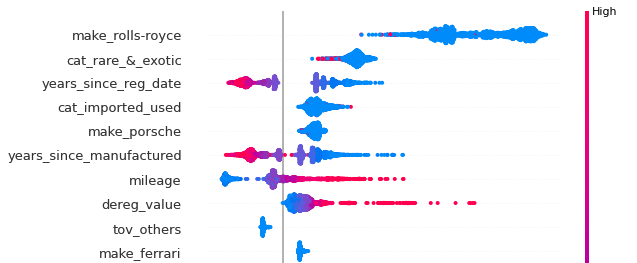 High
make_rolls-royce
cat_rare_&_exotic
years_since_reg_date
cat_imported_used
make_porsche
years_since_manufactured
mileage
dereg_value
tov_others
make_ferrari